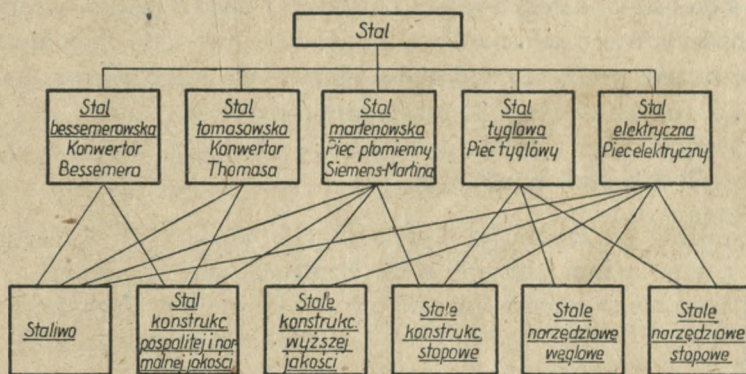 Stal
Stal
bessemerowska
Konwertor
Bessemera
Stal
tomasowska
Konwertor
Thomasa
Stal
martenowska
Piec płomienny
Siemens-Martina
Stal
tyglowa
Piec tyglowy
Stal
elektryczna
Piec elektryczny
Staliwo
Stal
konstrukc.
pospolitej i nor
malnej jakości
Stale
konstrukc.
wyższej
jakości
Stale
konstrukc.
stopowe
Stale
narzędziowe
węglowe
Stale
narzędziowe
stopowe